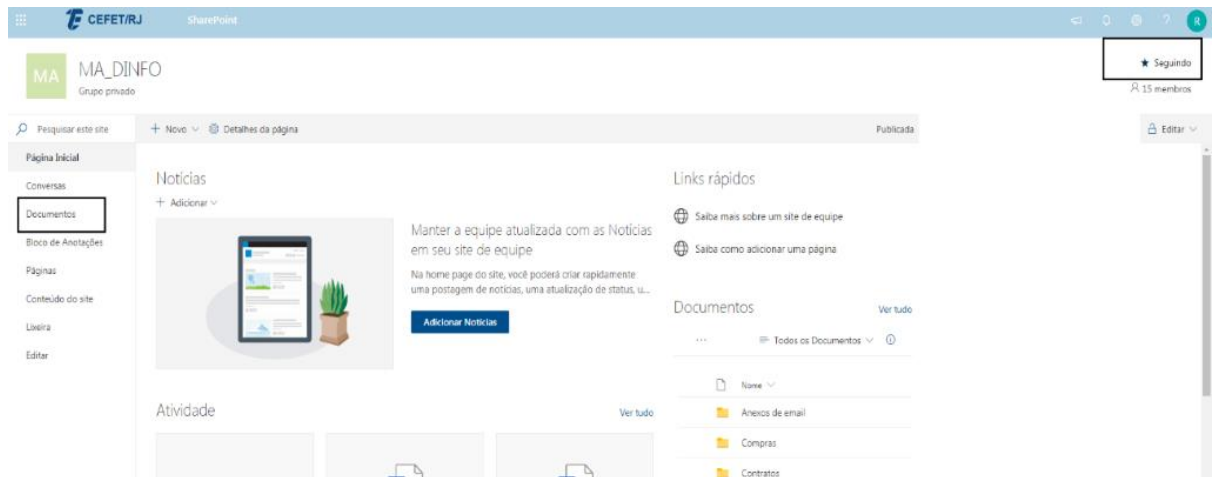 CEFET/RJ
SharePoint
?
R
MA
MA_DINFO
Grupo privado
★ Seguindo
15 membros
Pesquisar este site
+ Novo
Detalhes da página
Publicada
Editar
Página Inicial
Conversas
Documentos
Bloco de Anotações
Páginas
Conteúdo do site
Lixeira
Editar
Notícias
+ Adicionar
Manter a equipe atualizada com as Notícias
em seu site de equipe
Na home page do site, você poderá criar rapidamente
uma postagem de notícias, uma atualização de status, u...
Adicionar Notícias
Atividade
Ver tudo
Links rápidos
Saiba mais sobre um site de equipe
Saiba como adicionar uma página
Documentos
Ver tudo
...
Todos os Documentos
Nome
Anexos de email
Compras
Contratos